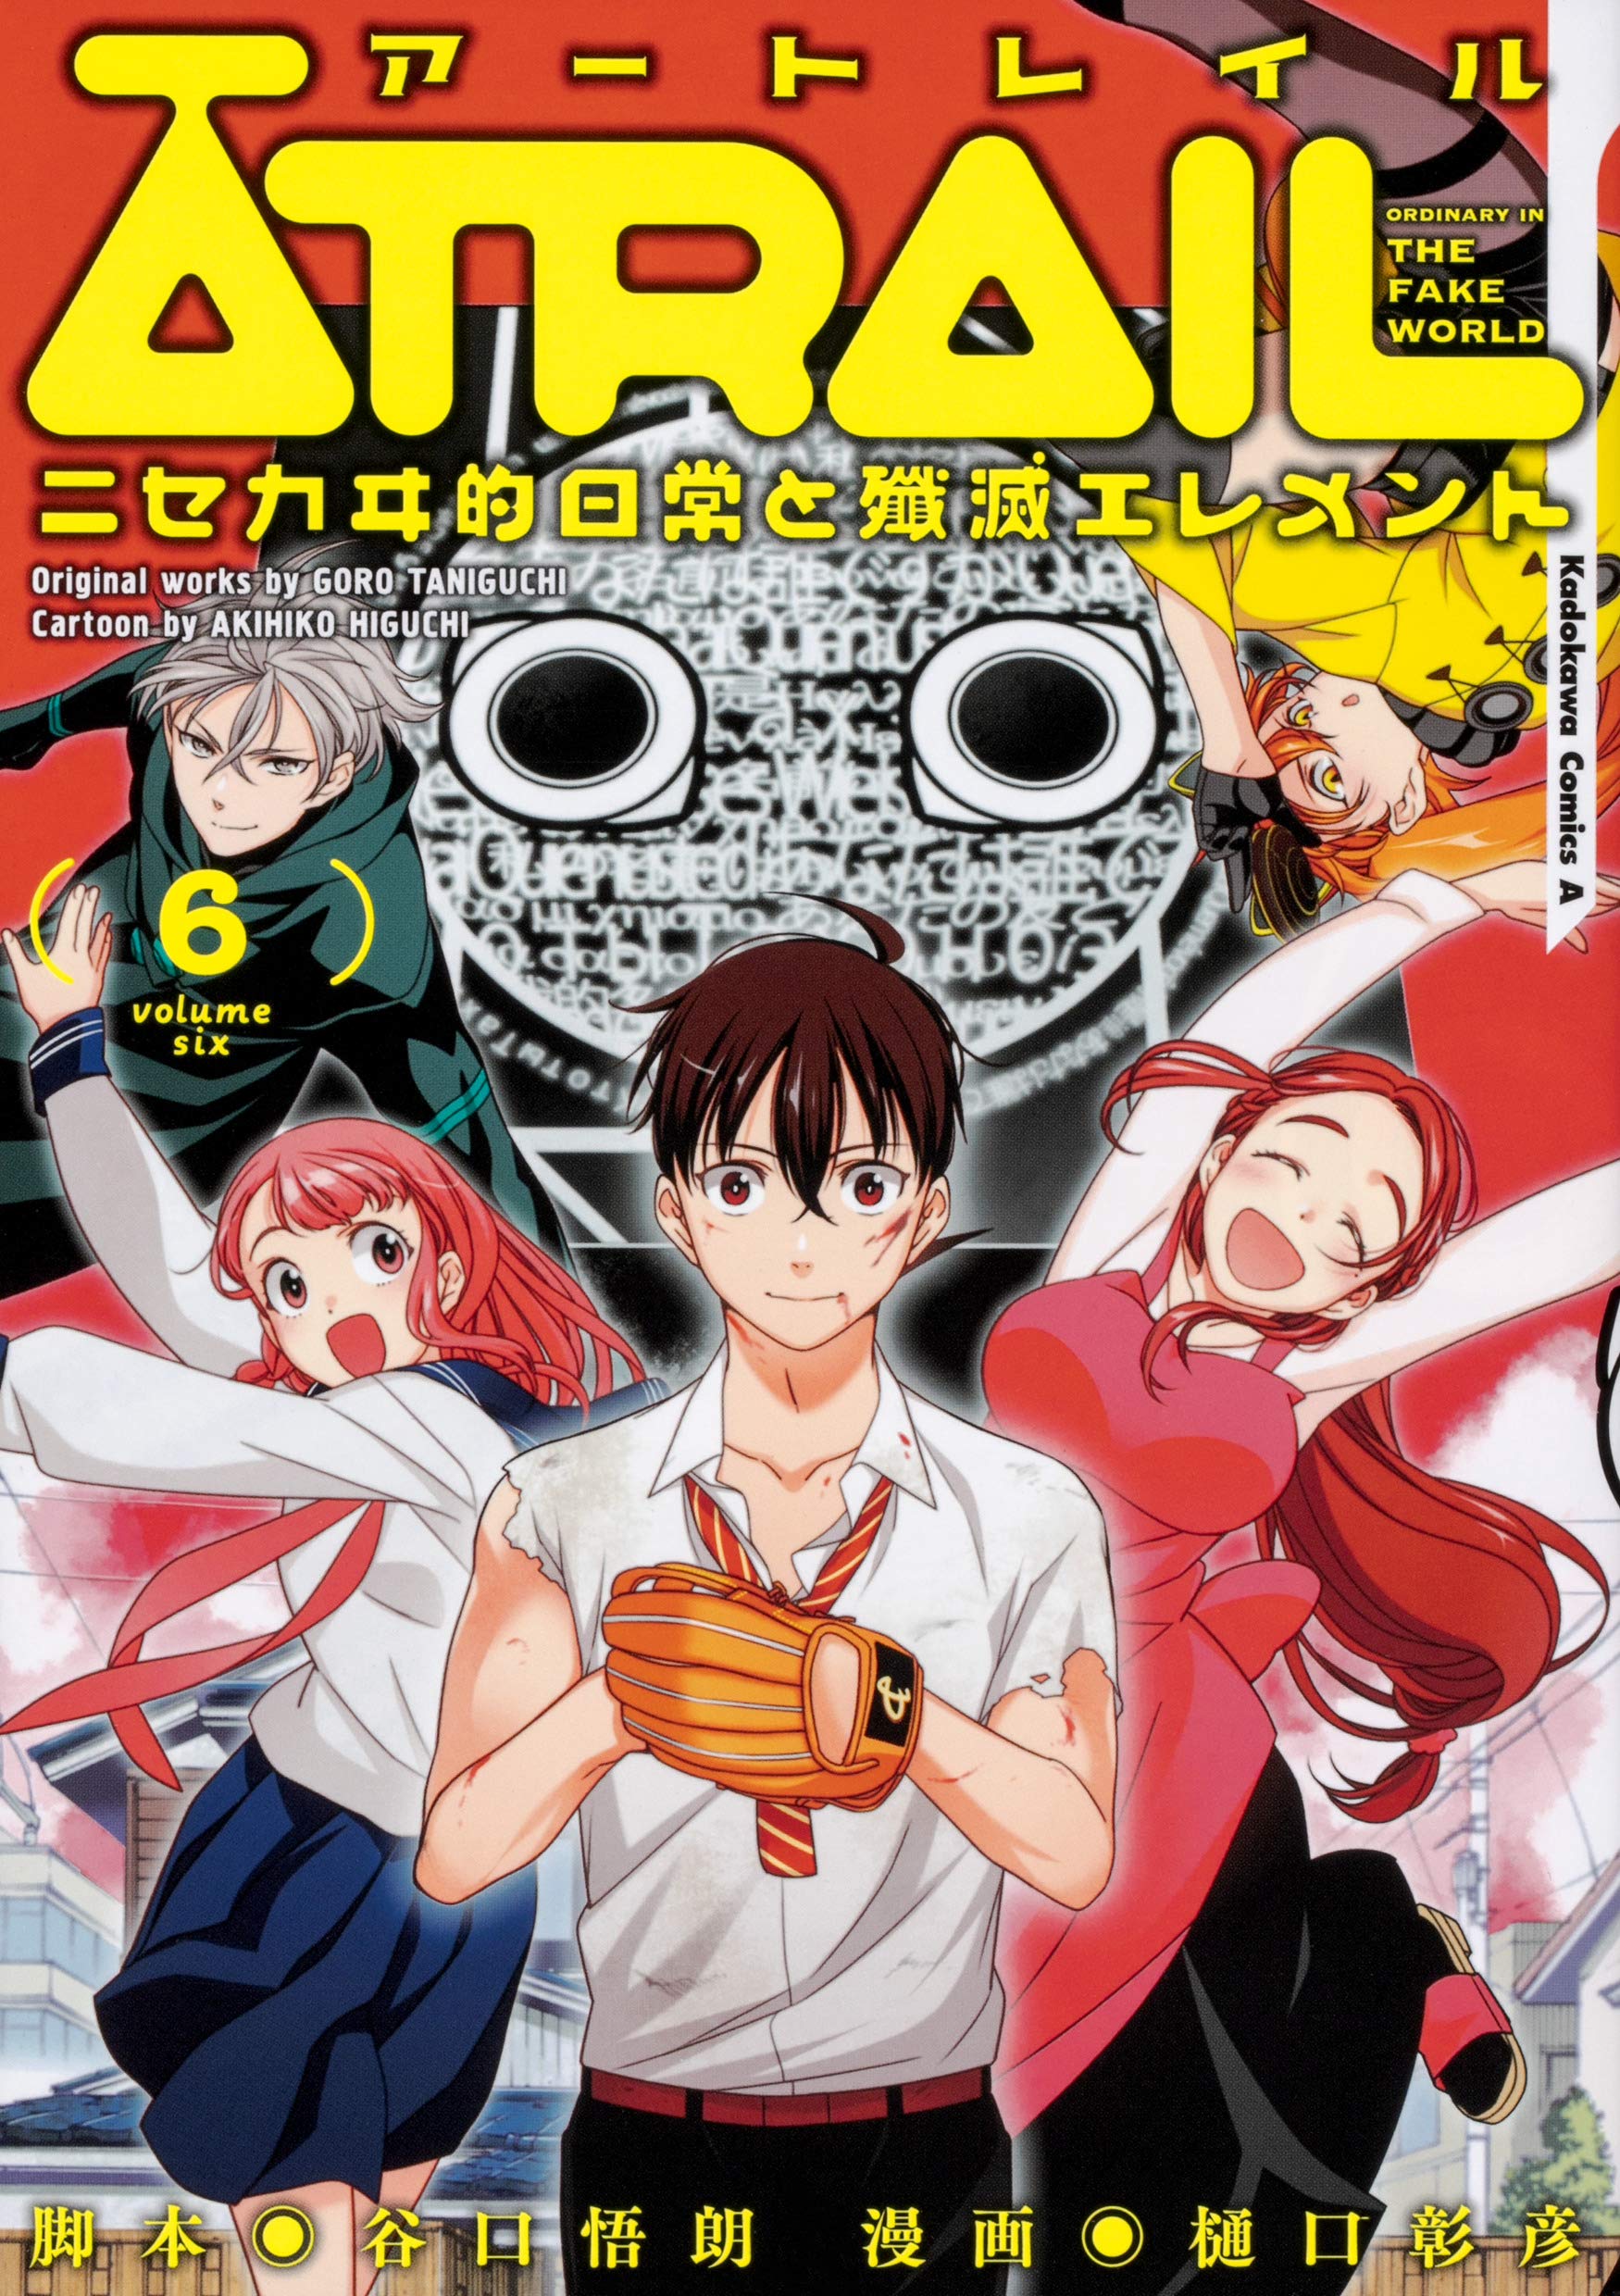 アートレイル
ĀTRAIL
ORDINARY IN
THE
FAKE
WORLD
ニセカヰ的日常と殲滅エレメント
Original works by GORO TANIGUCHI
Cartoon by AKIHIKO HIGUCHI
Kadokawa Comics A
(6)
volume
six
脚本◎谷口悟朗 漫画◎樋口彰彦